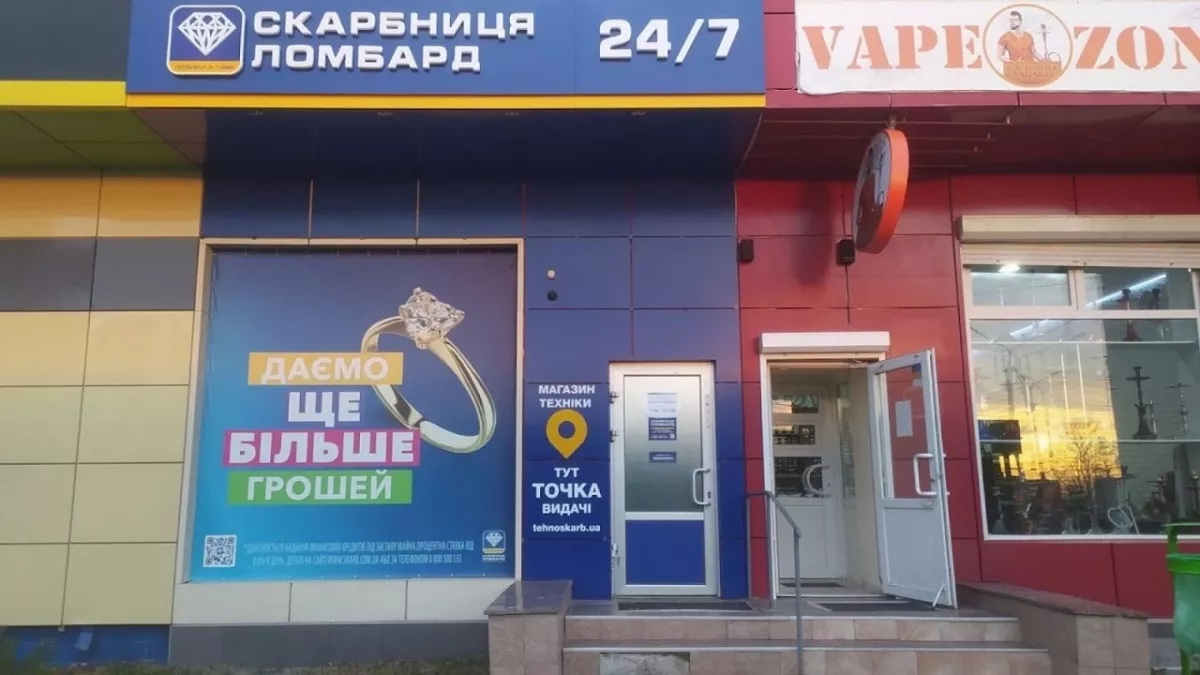 СКАРБНИЦЯ
ЛОМБАРД
24/7
VAPE ZON
ДАЄМО
ЩЕ
БІЛЬШЕ
ГРОШЕЙ
МАГАЗИН
ТЕХНІКИ
ТУТ
ТОЧКА
ВИДАЧІ
tehnoskarb.ua